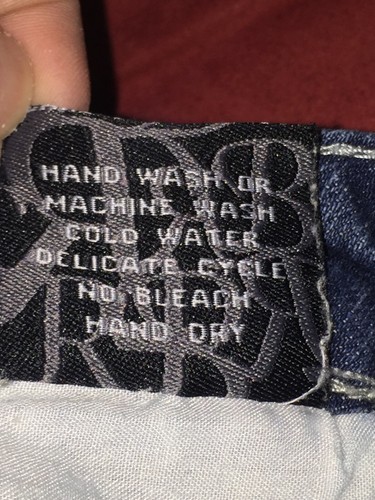 HAND WASH OR
MACHINE WASH
COLD WATER
DELICATE CYCLE
NO BLEACH
HAND DRY